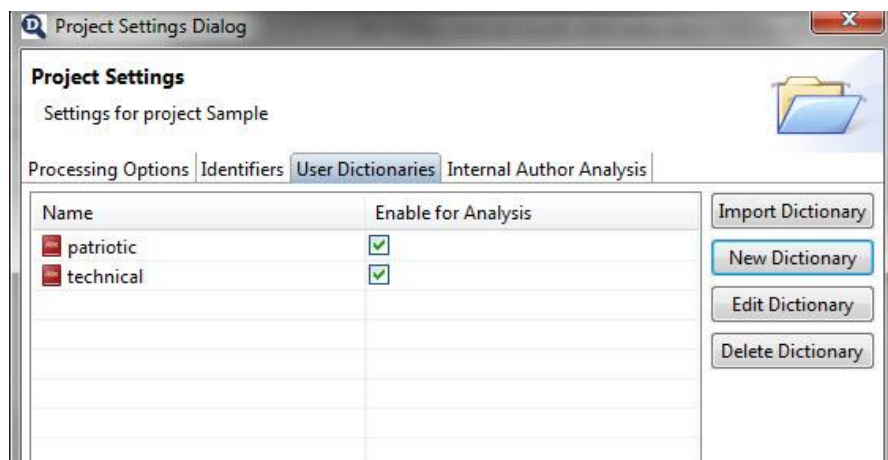 Project Settings Dialog
Project Settings
Settings for project Sample
Processing Options Identifiers User Dictionaries Internal Author Analysis
Name Enable for Analysis
patriotic
technical
Import Dictionary
New Dictionary
Edit Dictionary
Delete Dictionary